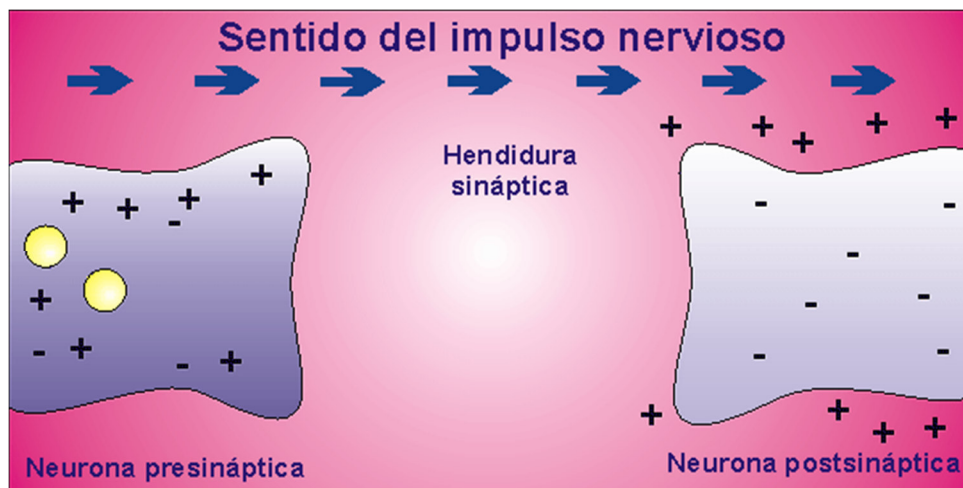 Sentido del impulso nervioso
Hendidura
sináptica
Neurona presináptica
Neurona postsináptica